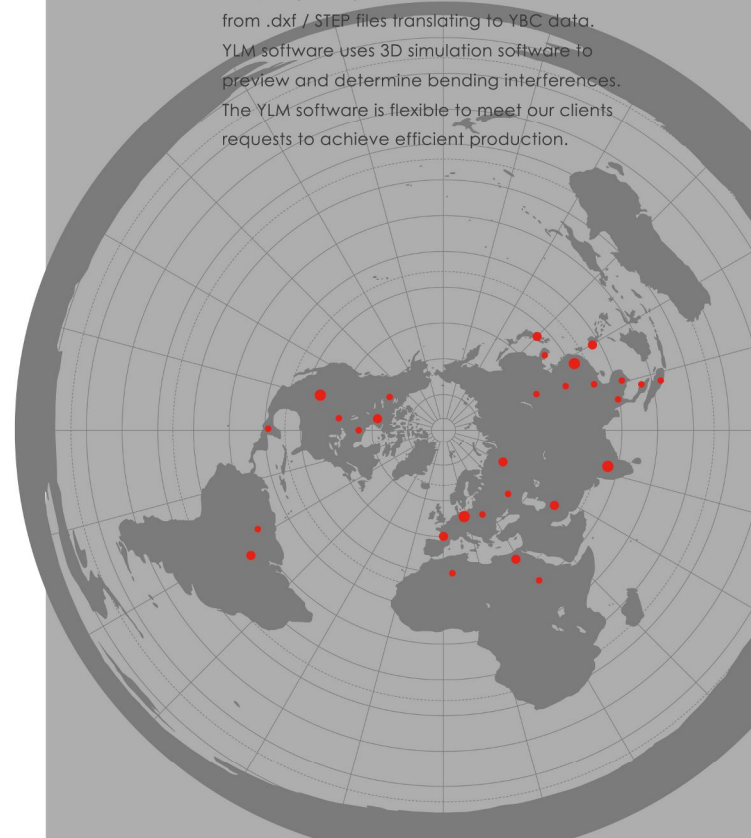 from .dxf / STEP files translating to YBC data.
YLM software uses 3D simulation software to
preview and determine bending interferences.
The YLM software is flexible to meet our clients
requests to achieve efficient production.